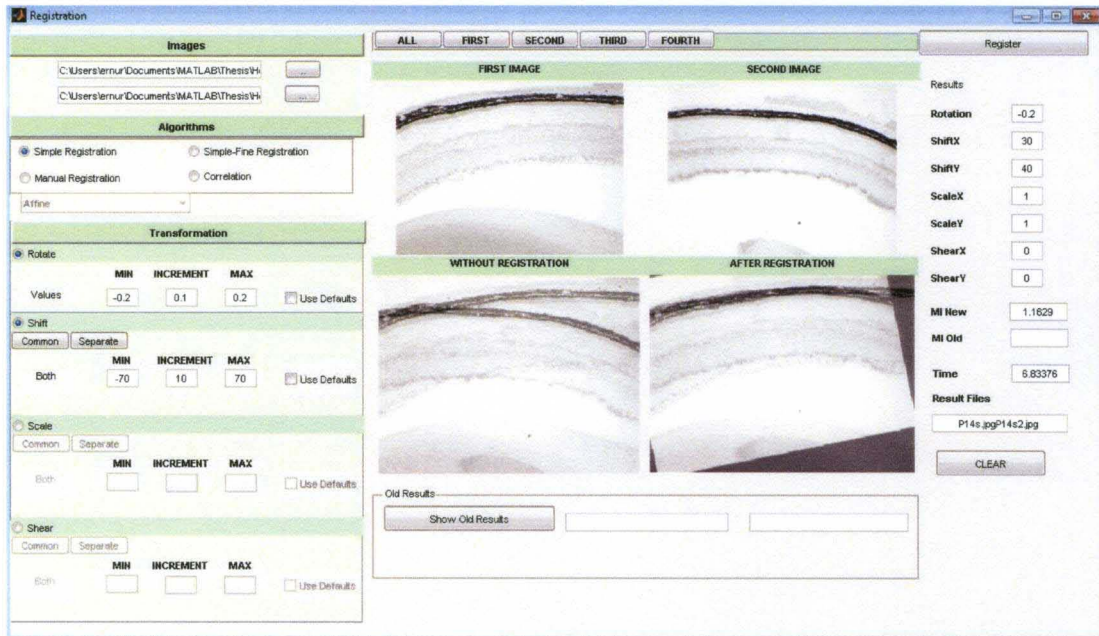 Registration
Images
C:\Users\ernur\Documents\MATLAB\Thesis\H
...
C:\Users\ernur\Documents\MATLAB\Thesis\H
...
Algorithms
Simple Registration
Simple-Fine Registration
Manual Registration
Correlation
Affine
Transformation
Rotate
MIN INCREMENT MAX
Values -0.2 0.1 0.2 Use Defaults
Shift
Common Separate
MIN INCREMENT MAX
Both -70 10 70 Use Defaults
Scale
Common Separate
MIN INCREMENT MAX
Both Use Defaults
Shear
Common Separate
MIN INCREMENT MAX
Both Use Defaults
ALL FIRST SECOND THIRD FOURTH
FIRST IMAGE SECOND IMAGE
WITHOUT REGISTRATION AFTER REGISTRATION
Old Results
Show Old Results
Register
Results
Rotation -0.2
ShiftX 30
ShiftY 40
ScaleX 1
ScaleY 1
ShearX 0
ShearY 0
MI New 1.1629
MI Old
Time 6.83376
Result Files
P14s.jpgP14s2.jpg
CLEAR